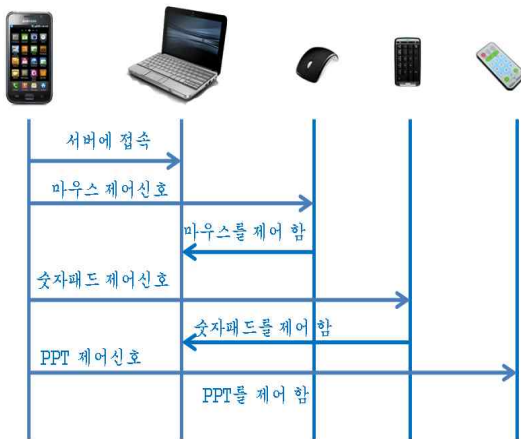 서버에 접속
마우스 제어신호
마우스를 제어 함
숫자패드 제어신호
숫자패드를 제어 함
PPT 제어신호
PPT를 제어 함